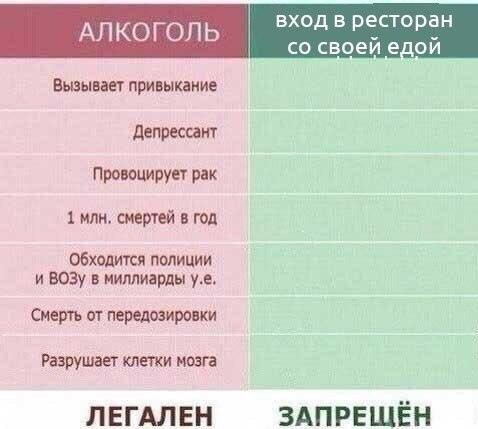 АЛКОГОЛЬ
вход в ресторан
со своей едой
Вызывает привыкание
Депрессант
Провоцирует рак
1 млн. смертей в год
Обходится полиции
и ВОЗу в миллиарды у.е.
Смерть от передозировки
Разрушает клетки мозга
ЛЕГАЛЕН
ЗАПРЕЩЁН